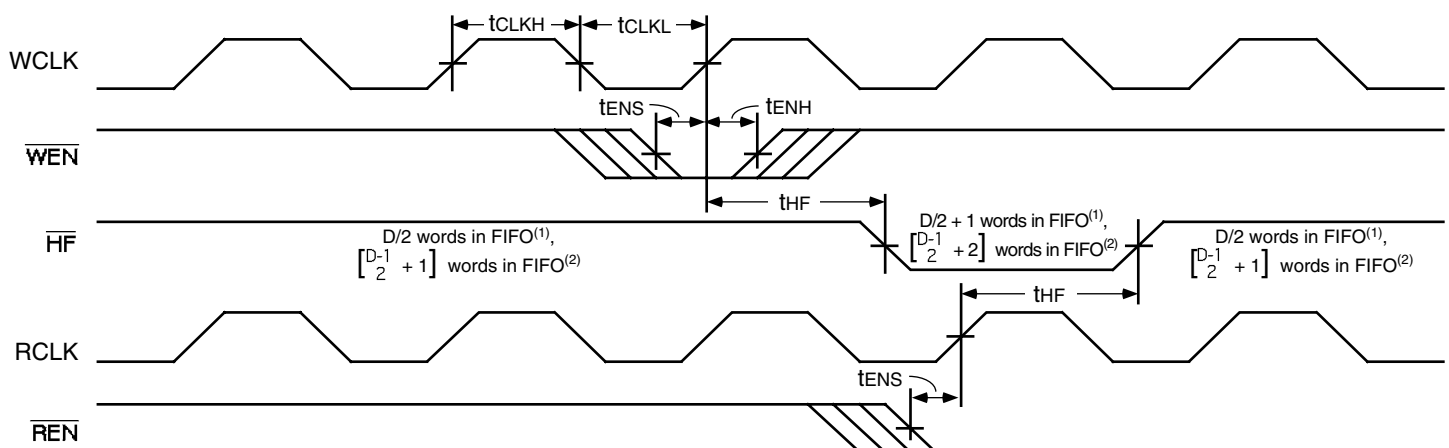 tCLKH tCLKL
WCLK
tENS tENH
WEN
tHF
HF
D/2 words in FIFO(1),
[D-1/2 + 1] words in FIFO(2)
D/2 + 1 words in FIFO(1),
[D-1/2 + 2] words in FIFO(2)
D/2 words in FIFO(1),
[D-1/2 + 1] words in FIFO(2)
tHF
RCLK
tENS
REN